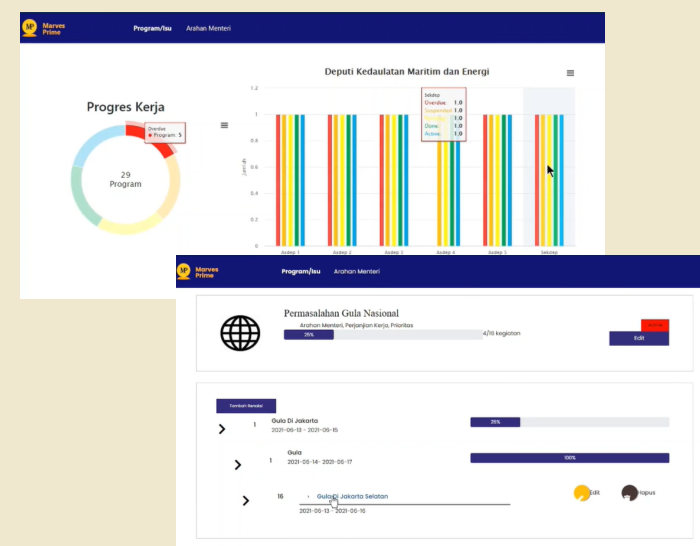 MP Marves Prime
Program/Isu
Arahan Menteri
Deputi Kedaulatan Maritim dan Energi
Progres Kerja
Overdue
Program: 5
29
Program
Jumlah
1.2
1
0.8
0.6
0.4
0.2
0
Sekdep
Overdue: 1.0
Suspended: 1.0
1.0
Done: 1.0
Active: 1.0
Asdep 1
Asdep 2
Asdep 3
Asdep 4
Asdep 5
Sekdep
MP Marves Prime
Program/Isu
Arahan Menteri
Permasalahan Gula Nasional
Arahan Menteri, Perjanjian Kerja, Prioritas
25%
4/16 kegiatan
Edit
Tambah Renaksi
1
Gula Di Jakarta
2021-06-13 - 2021-06-15
25%
1
Gula
2021-06-14- 2021-06-17
100%
16
Gula Di Jakarta Selatan
2021-06-13 - 2021-06-16
Edit
Hapus